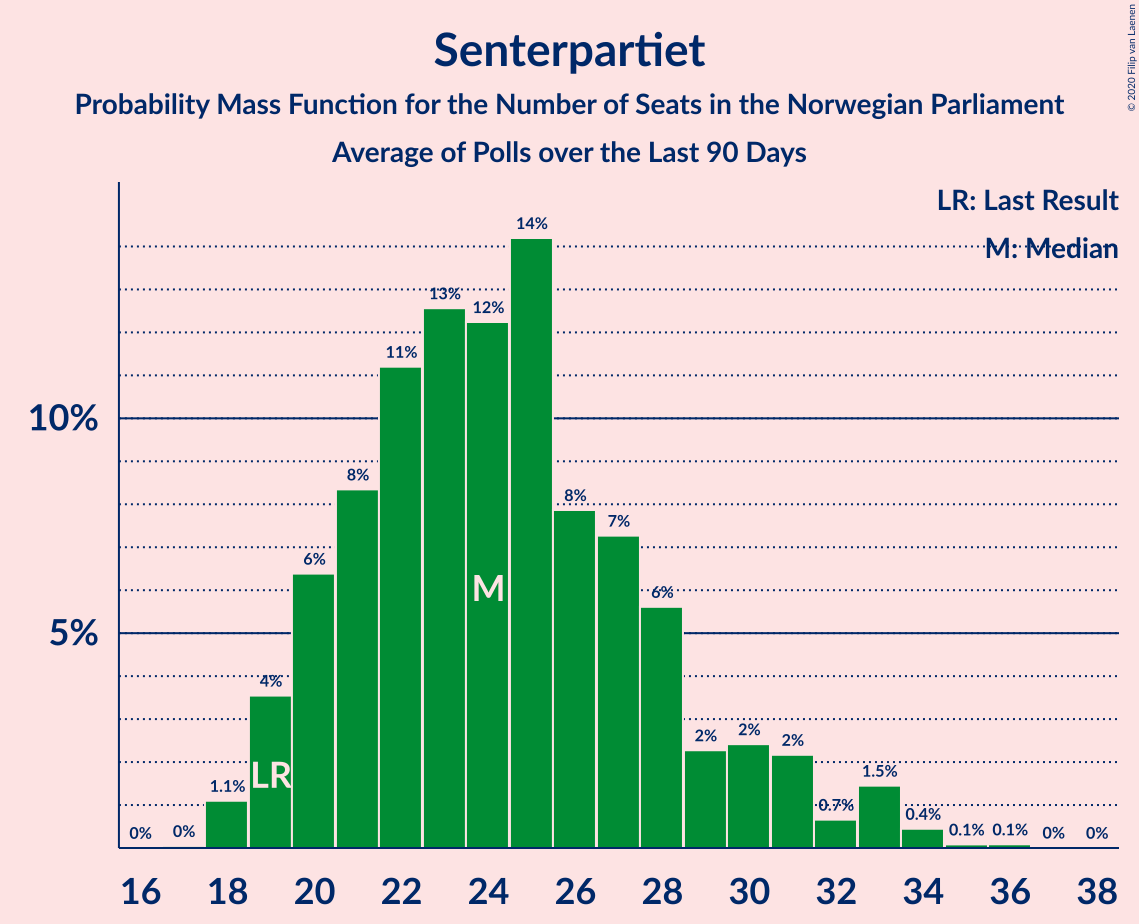 © 2020 Filip van Laenen
Senterpartiet
Probability Mass Function for the Number of Seats in the Norwegian Parliament
Average of Polls over the Last 90 Days
LR: Last Result
M: Median
10%
5%
0%
0%
1.1%
4%
6%
8%
11%
13%
12%
14%
8%
7%
6%
2%
2%
2%
0.7%
1.5%
0.4%
0.1%
0.1%
0%
0%
LR
M
16 18 20 22 24 26 28 30 32 34 36 38